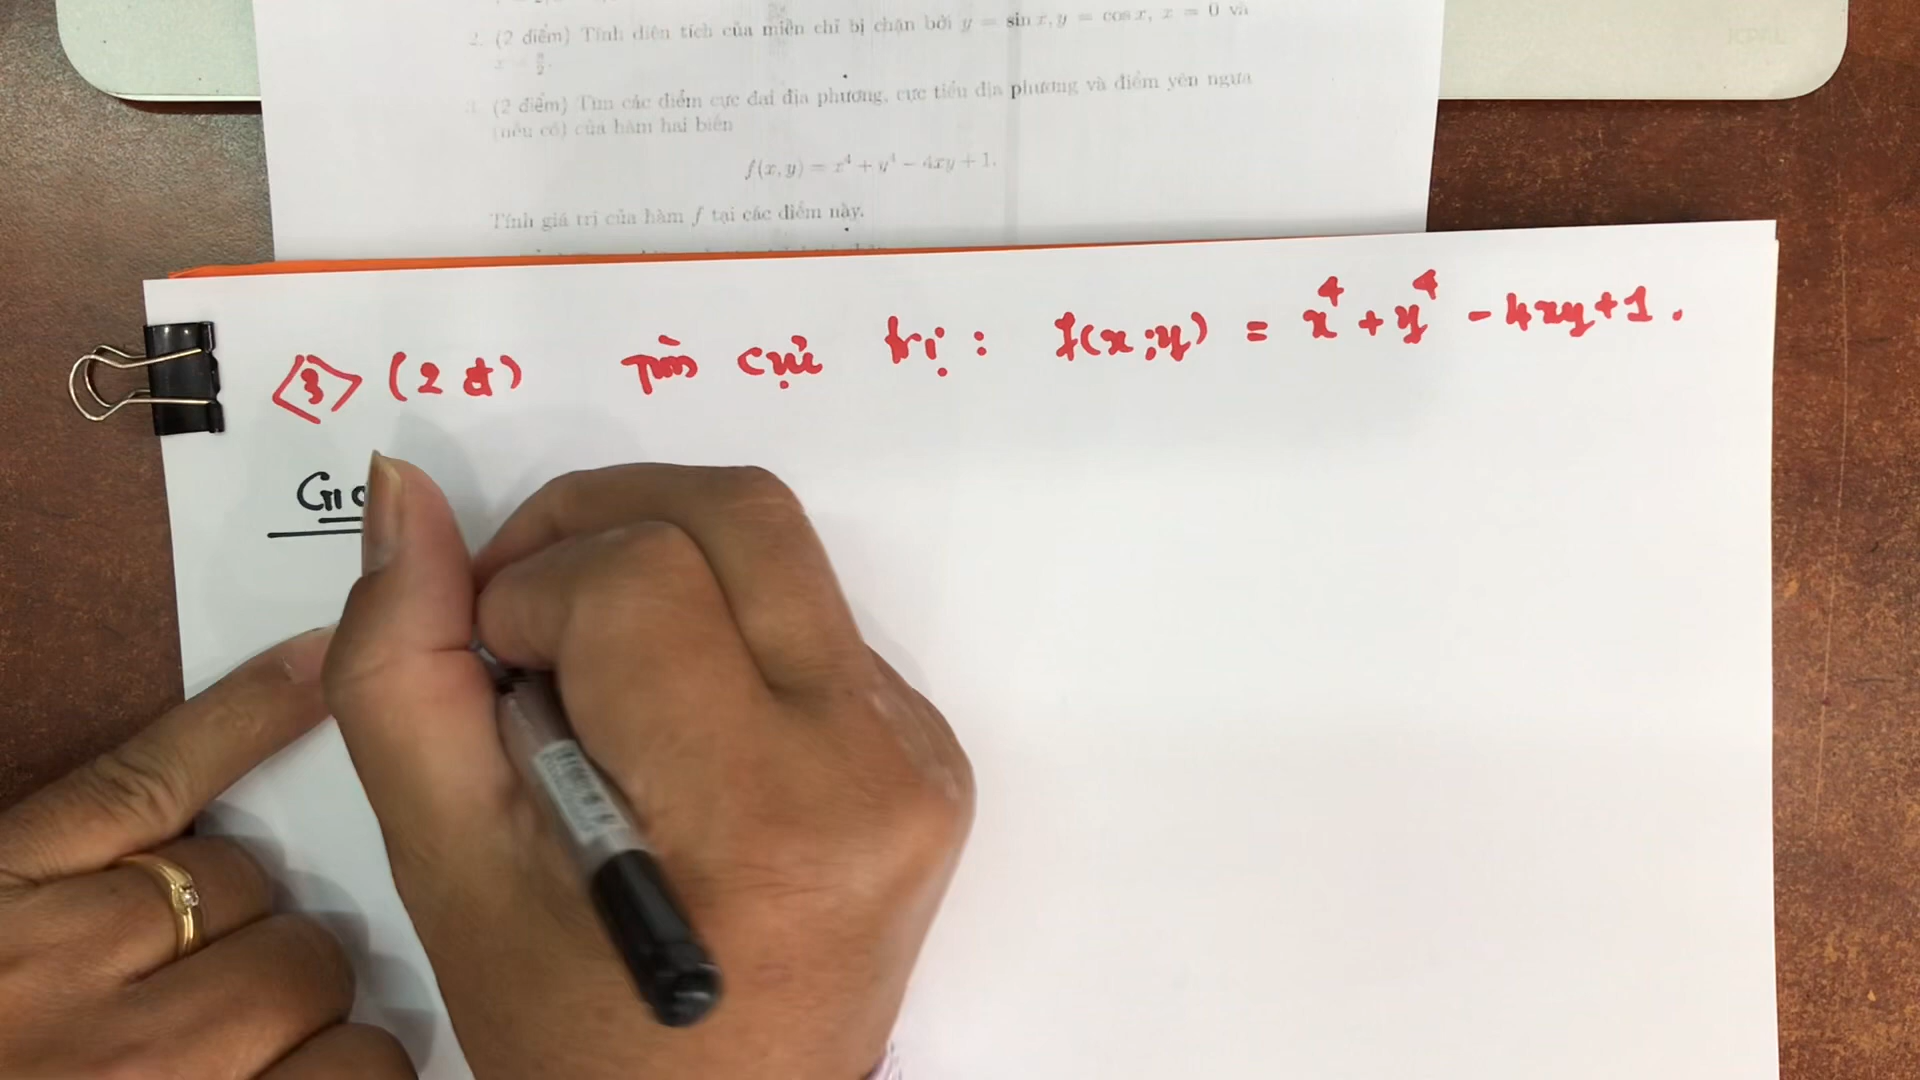 2. (2 điểm) Tính diện tích của miền chỉ bị chặn bởi y = sin x, y = cos x, x = 0 và
x = π/2.
3. (2 điểm) Tìm các điểm cực đại địa phương, cực tiểu địa phương và điểm yên ngựa
(nếu có) của hàm hai biến
f(x, y) = x⁴ + y⁴ − 4xy + 1.
Tính giá trị của hàm f tại các điểm này.
<3> (2 đ) Tìm cực trị : f(x;y) = x⁴ + y⁴ - 4xy + 1.